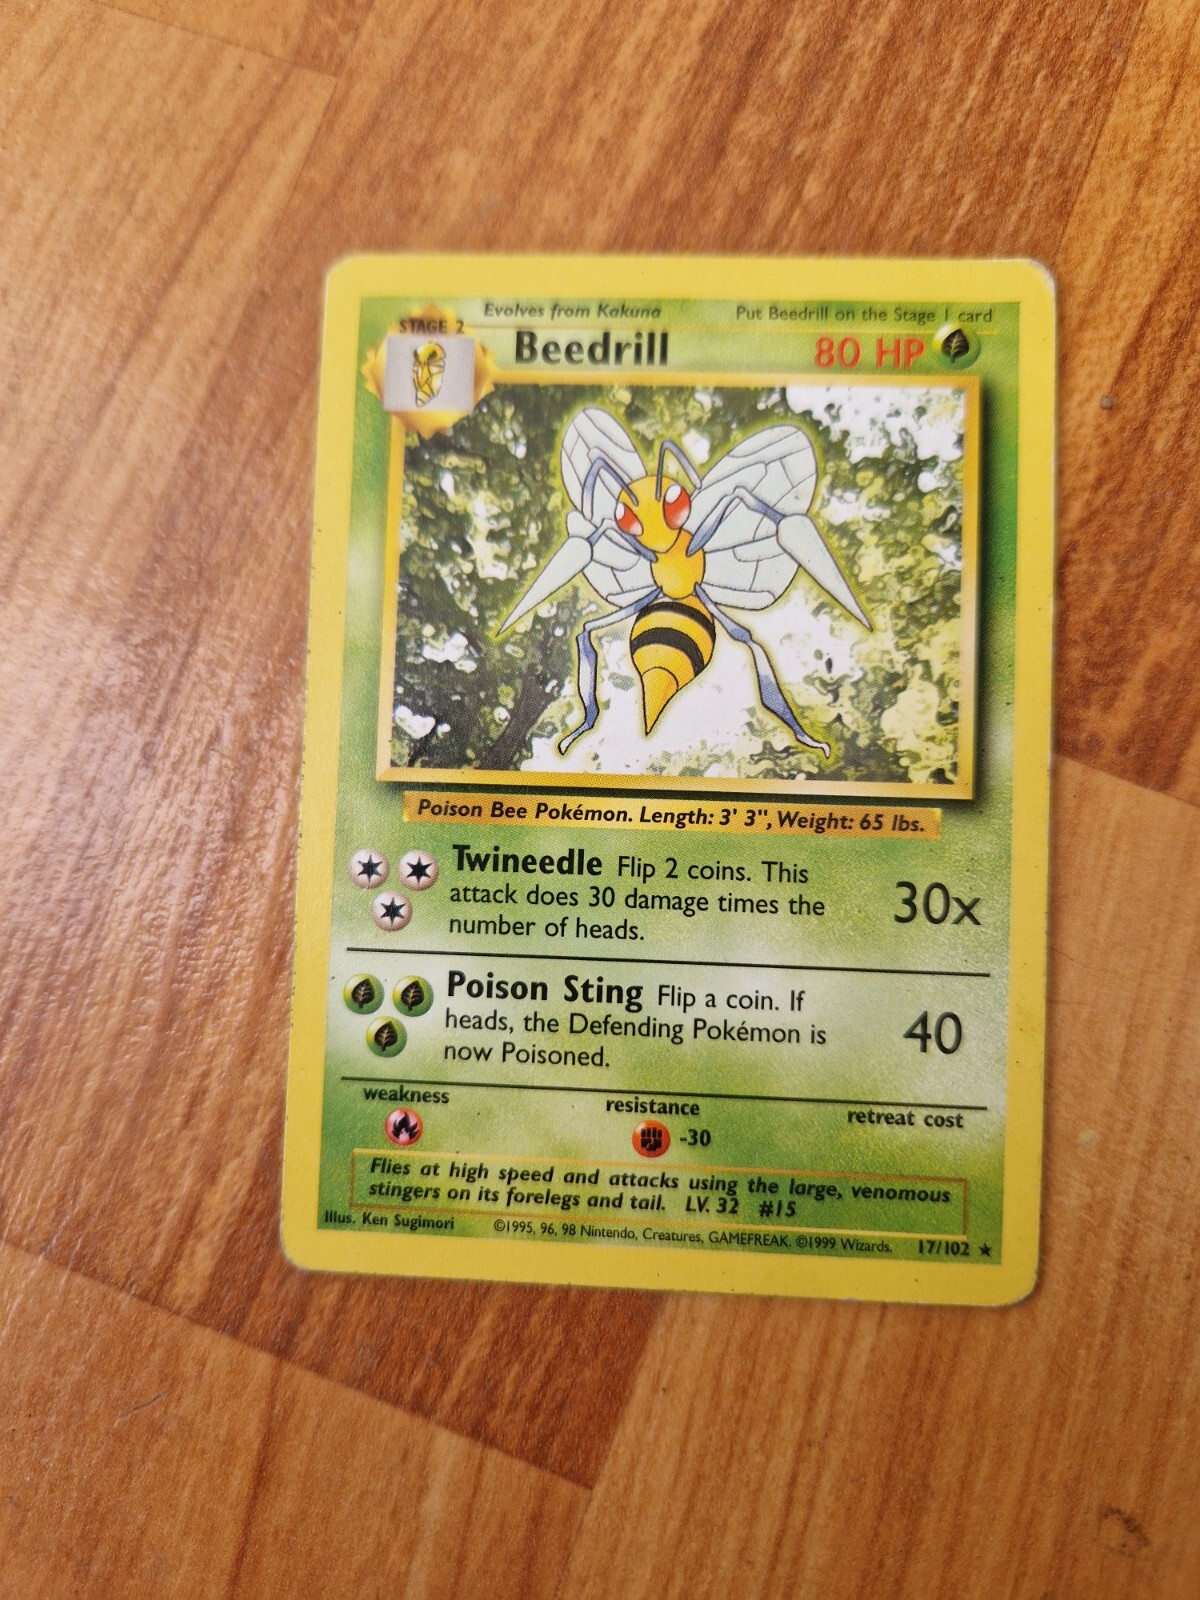 Evolves from Kakuna Put Beedrill on the Stage 1 card
STAGE 2
Beedrill 80 HP
Poison Bee Pokémon. Length: 3' 3", Weight: 65 lbs.
Twineedle Flip 2 coins. This
attack does 30 damage times the
number of heads.
30x
Poison Sting Flip a coin. If
heads, the Defending Pokémon is
now Poisoned.
40
weakness resistance retreat cost
-30
Flies at high speed and attacks using the large, venomous
stingers on its forelegs and tail. LV. 32 #15
Illus. Ken Sugimori ©1995, 96, 98 Nintendo, Creatures, GAMEFREAK. ©1999 Wizards. 17/102 ★